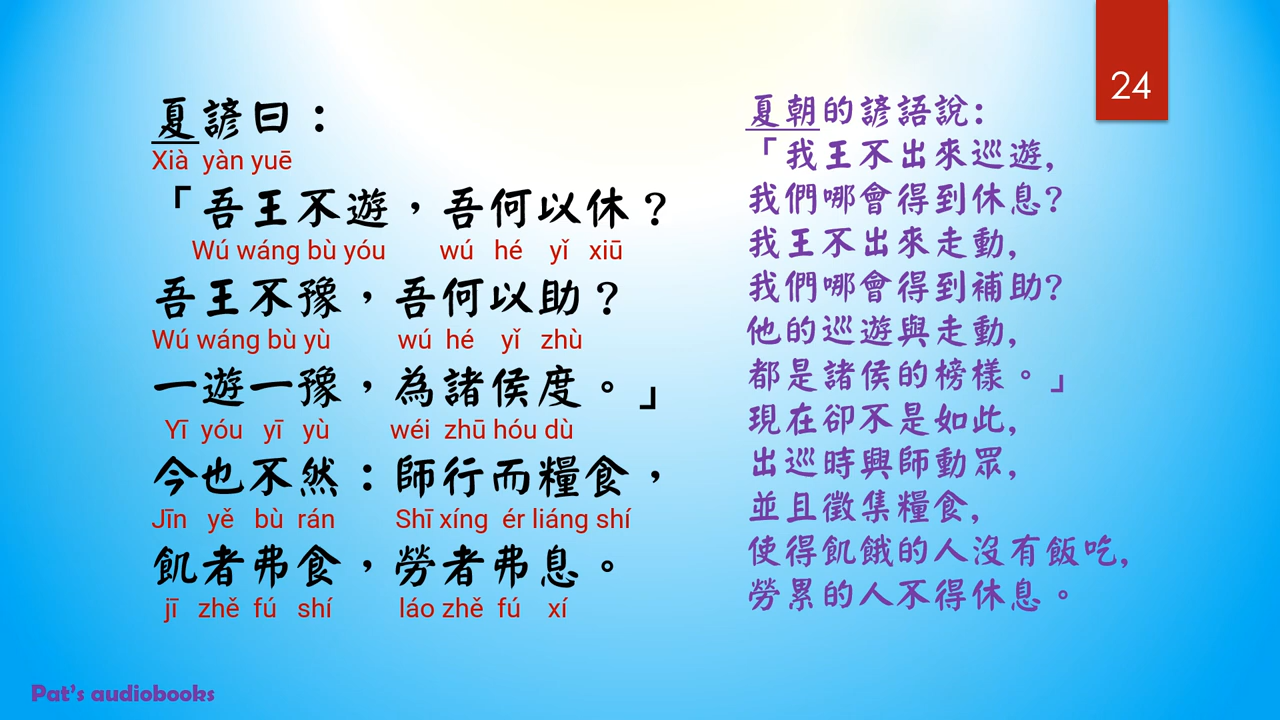 24
夏諺曰：
Xià yàn yuē
「吾王不遊，吾何以休？
Wú wáng bù yóu wú hé yǐ xiū
吾王不豫，吾何以助？
Wú wáng bù yù wú hé yǐ zhù
一遊一豫，為諸侯度。」
Yī yóu yī yù wéi zhū hóu dù
今也不然：師行而糧食，
Jīn yě bù rán Shī xíng ér liáng shí
飢者弗食，勞者弗息。
jī zhě fú shí láo zhě fú xí
夏朝的諺語說：
「我王不出來巡遊，
我們哪會得到休息？
我王不出來走動，
我們哪會得到補助？
他的巡遊與走動，
都是諸侯的榜樣。」
現在卻不是如此，
出巡時興師動眾，
並且徵集糧食，
使得飢餓的人沒有飯吃，
勞累的人不得休息。
Pat's audiobooks